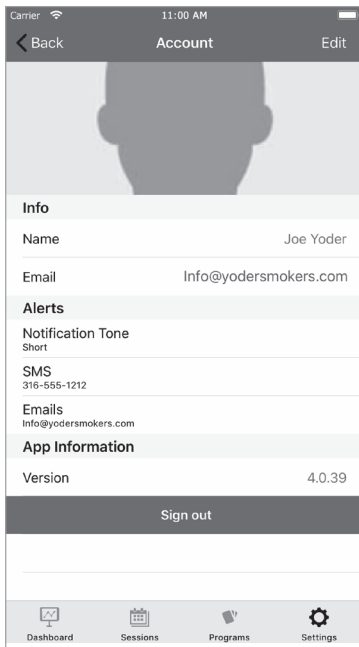 Carrier 11:00 AM
Back Account Edit
Info
Name Joe Yoder
Email Info@yodersmokers.com
Alerts
Notification Tone
Short
SMS
316-555-1212
Emails
Info@yodersmokers.com
App Information
Version 4.0.39
Sign out
Dashboard Sessions Programs Settings